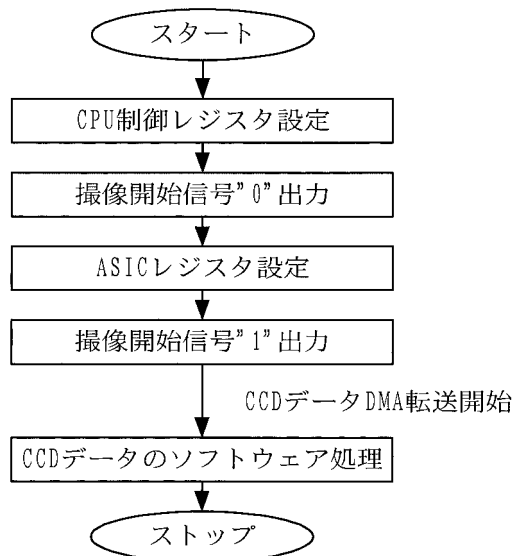 スタート
CPU制御レジスタ設定
撮像開始信号”0”出力
ASICレジスタ設定
撮像開始信号”1”出力
CCDデータDMA転送開始
CCDデータのソフトウェア処理
ストップ